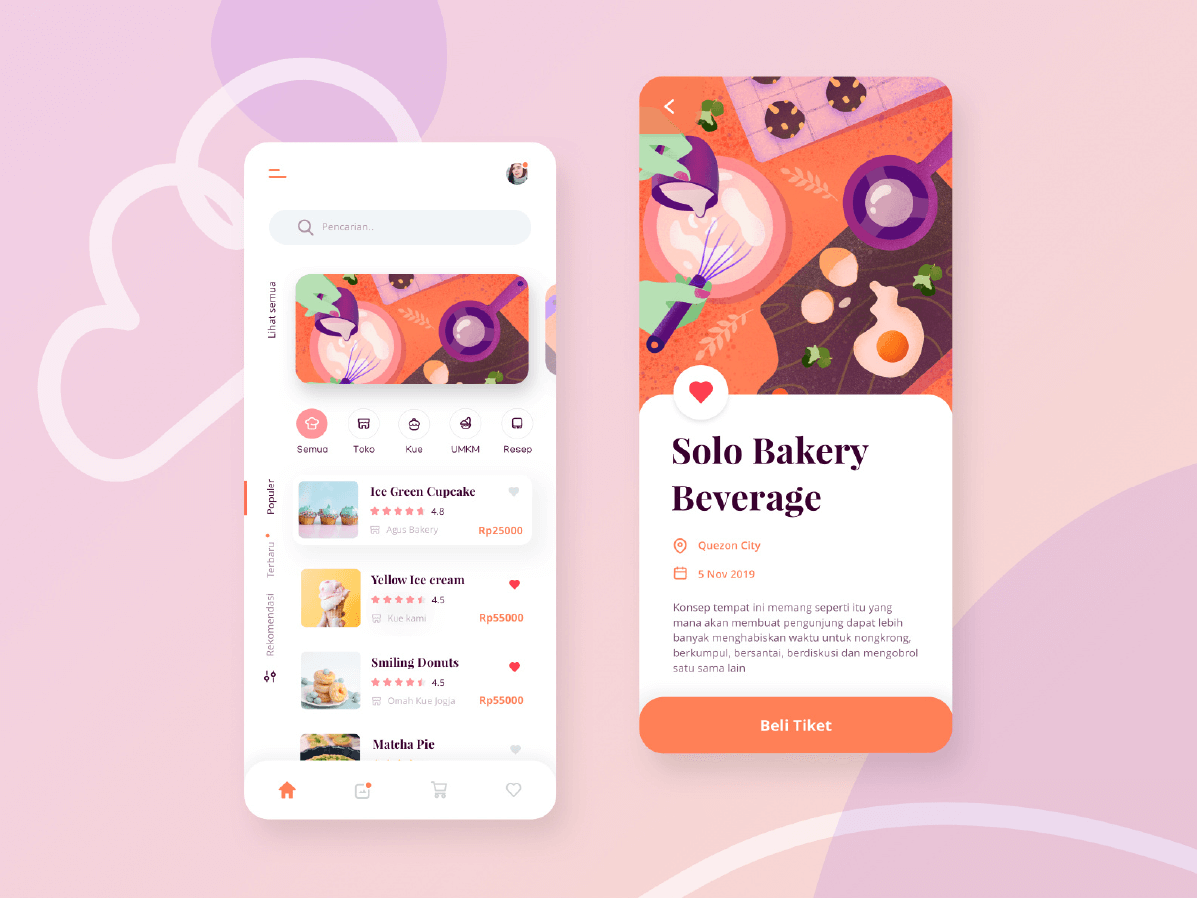 Pencarian..
Lihat semua
Semua
Toko
Kue
UMKM
Resep
Populer
Terbaru
Rekomendasi
Ice Green Cupcake
4.8
Agus Bakery
Rp25000
Yellow Ice cream
4.5
Kue kami
Rp55000
Smiling Donuts
4.5
Omah Kue Jogja
Rp55000
Matcha Pie
Solo Bakery
Beverage
Quezon City
5 Nov 2019
Konsep tempat ini memang seperti itu yang
mana akan membuat pengunjung dapat lebih
banyak menghabiskan waktu untuk nongkrong,
berkumpul, bersantai, berdiskusi dan mengobrol
satu sama lain
Beli Tiket